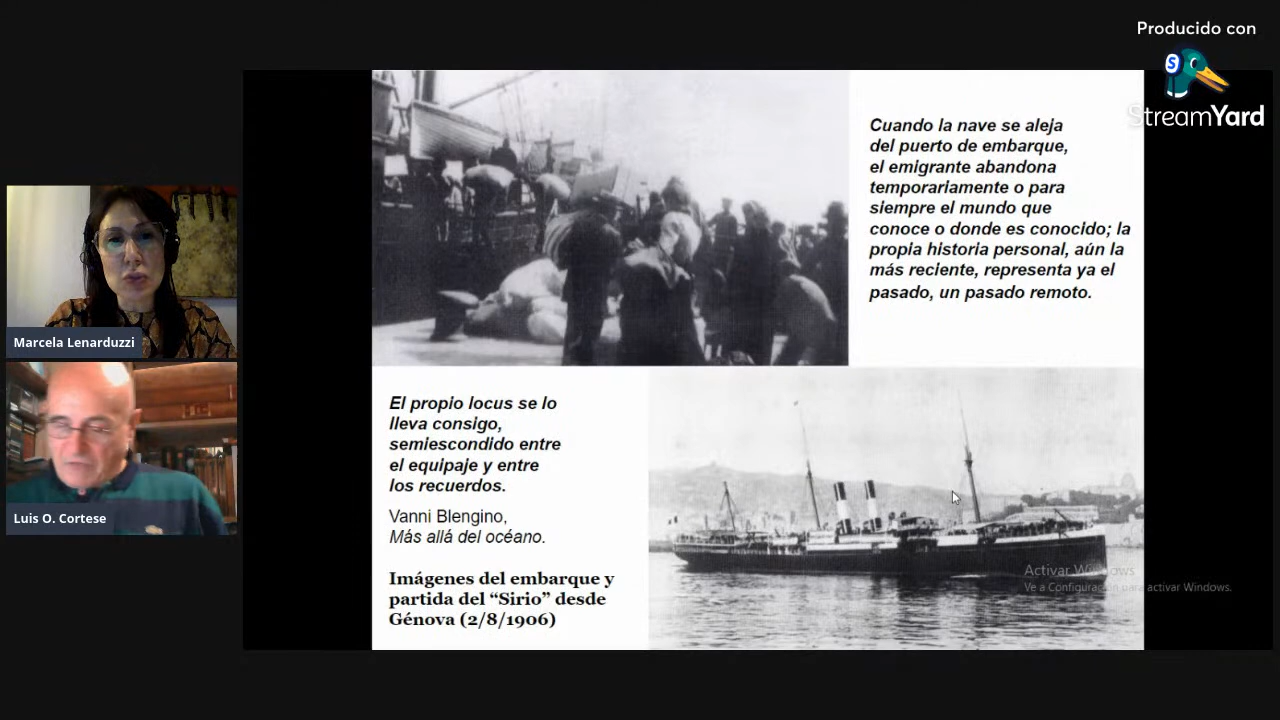 Producido con
StreamYard
Cuando la nave se aleja
del puerto de embarque,
el emigrante abandona
temporariamente o para
siempre el mundo que
conoce o donde es conocido; la
propia historia personal, aún la
más reciente, representa ya el
pasado, un pasado remoto.
Marcela Lenarduzzi
Luis O. Cortese
El propio locus se lo
lleva consigo,
semiescondido entre
el equipaje y entre
los recuerdos.
Vanni Blengino,
Más allá del océano.
Imágenes del embarque y
partida del “Sirio” desde
Génova (2/8/1906)
Activar Windows
Ve a Configuración para activar Windows.